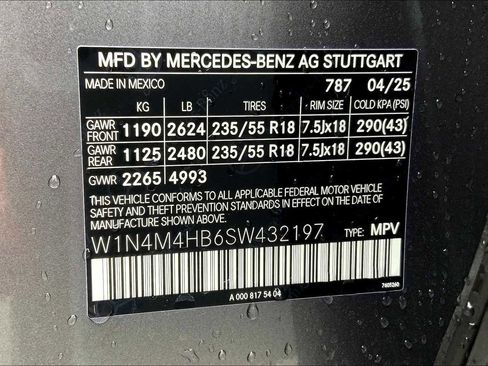 MFD BY MERCEDES-BENZ AG STUTTGART
MADE IN MEXICO 787 04/25
KG LB TIRES RIM SIZE COLD KPA (PSI)
GAWR FRONT 1190 2624 235/55 R18 7.5Jx18 290(43)
GAWR REAR 1125 2480 235/55 R18 7.5Jx18 290(43)
GVWR 2265 4993
THIS VEHICLE CONFORMS TO ALL APPLICABLE FEDERAL MOTOR VEHICLE
SAFETY AND THEFT PREVENTION STANDARDS IN EFFECT ON THE DATE OF
MANUFACTURE SHOWN ABOVE.
W1N4M4HB6SW432197 TYPE: MPV
A 000 817 54 04